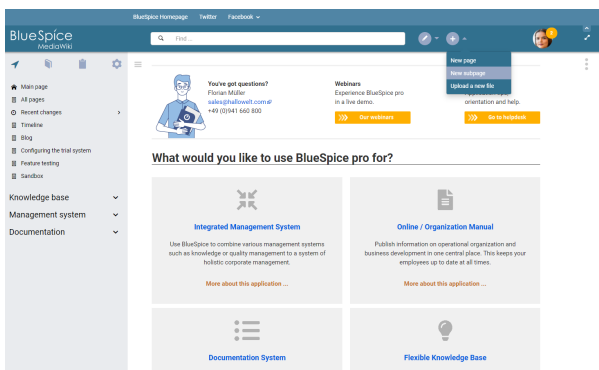 BlueSpice Homepage Twitter Facebook
BlueSpice
MediaWiki
Find ...
New page
New subpage
Upload a new file
Main page
All pages
Recent changes
Timeline
Blog
Configuring the trial system
Feature testing
Sandbox
Knowledge base
Management system
Documentation
You've got questions?
Florian Müller
sales@hallowelt.com
+49 (0)941 660 800
Webinars
Experience BlueSpice pro
in a live demo.
Our webinars
orientation and help.
Go to helpdesk
What would you like to use BlueSpice pro for?
Integrated Management System
Use BlueSpice to combine various management systems
such as knowledge or quality management to a system of
holistic corporate management.
More about this application ...
Online / Organization Manual
Publish information on operational organization and
business development in one central place. This keeps your
employees up to date at all times.
More about this application ...
Documentation System
Flexible Knowledge Base